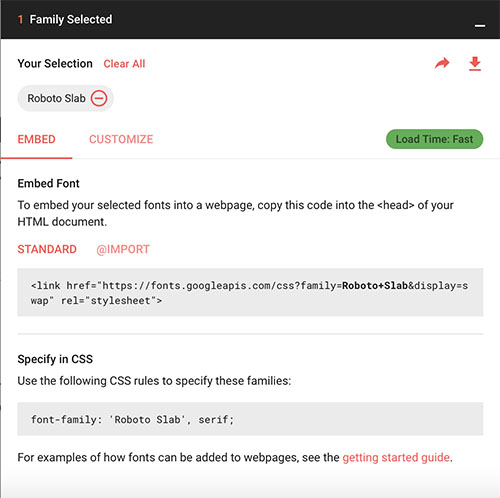 1 Family Selected
Your Selection Clear All
Roboto Slab
EMBED CUSTOMIZE Load Time: Fast
Embed Font
To embed your selected fonts into a webpage, copy this code into the <head> of your
HTML document.
STANDARD @IMPORT
<link href="https://fonts.googleapis.com/css?family=Roboto+Slab&display=s
wap" rel="stylesheet">
Specify in CSS
Use the following CSS rules to specify these families:
font-family: 'Roboto Slab', serif;
For examples of how fonts can be added to webpages, see the getting started guide.